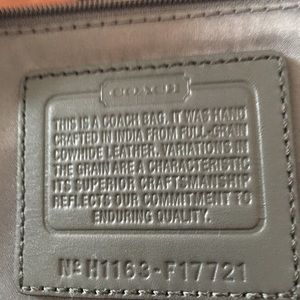 COACH
THIS IS A COACH BAG. IT WAS HAND
CRAFTED IN INDIA FROM FULL-GRAIN
COWHIDE LEATHER. VARIATIONS IN
THE GRAIN ARE A CHARACTERISTIC
ITS SUPERIOR CRAFTSMANSHIP
REFLECTS OUR COMMITMENT TO
ENDURING QUALITY.
Nº H1163-F17721